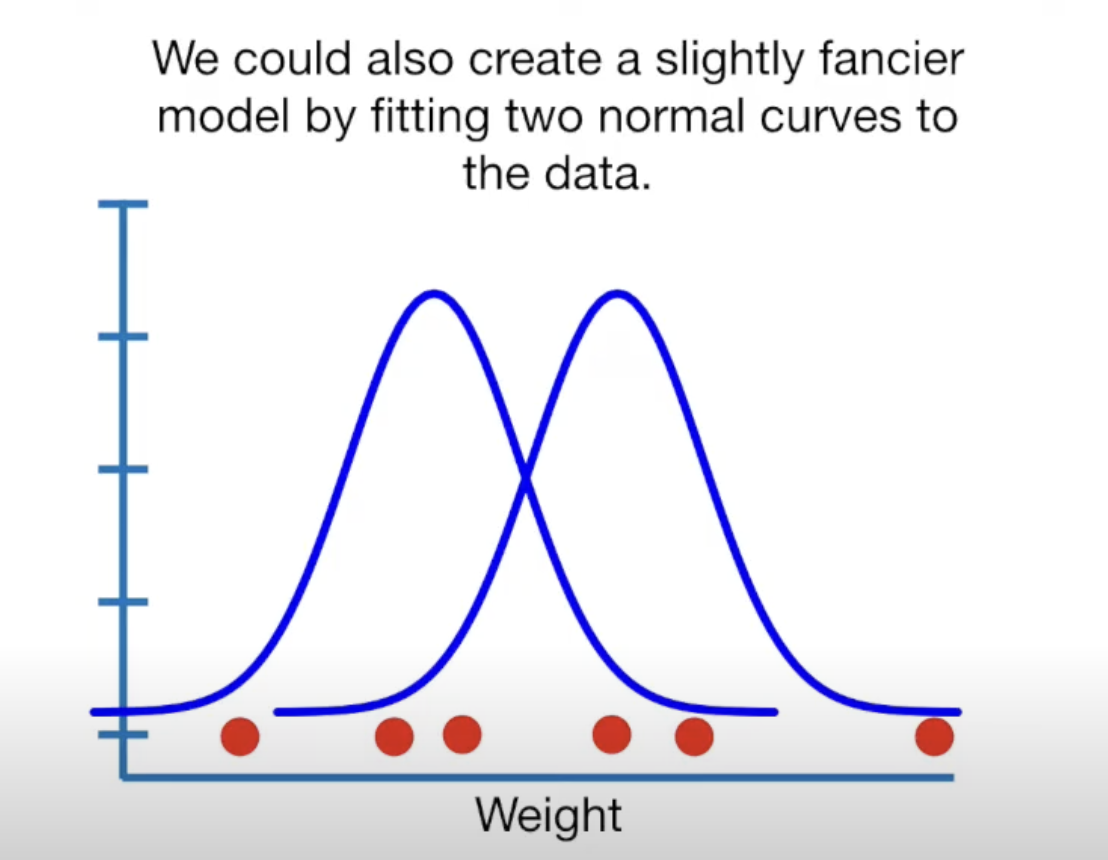 We could also create a slightly fancier
model by fitting two normal curves to
the data.
Weight